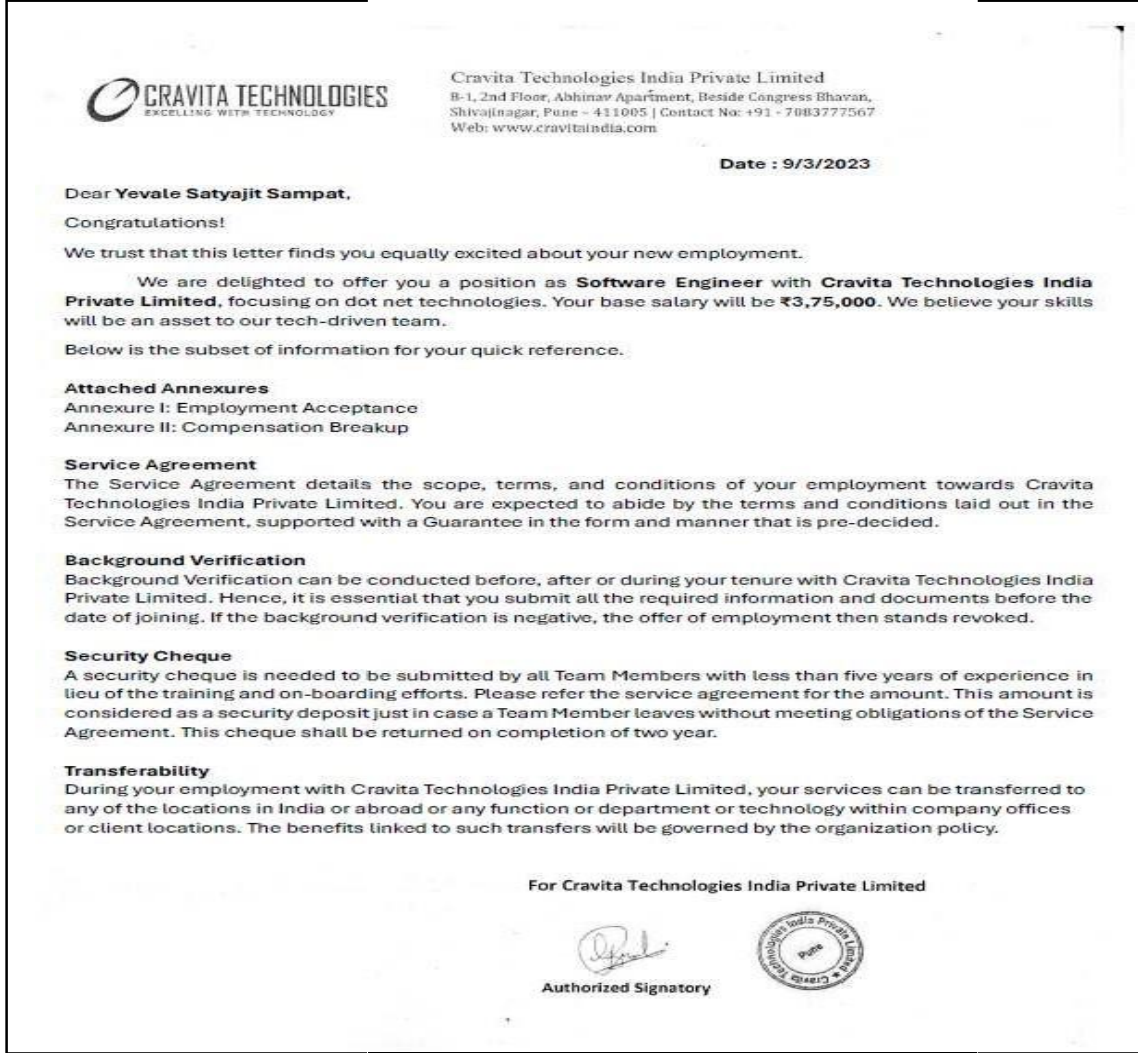 CRAVITA TECHNOLOGIES
EXCELLING WITH TECHNOLOGY
Cravita Technologies India Private Limited
B-1, 2nd Floor, Abhinav Apartment, Beside Congress Bhavan,
Shivajinagar, Pune - 411005 | Contact No: +91 - 7083777567
Web: www.cravitaindia.com
Date : 9/3/2023
Dear Yevale Satyajit Sampat,
Congratulations!
We trust that this letter finds you equally excited about your new employment.
We are delighted to offer you a position as Software Engineer with Cravita Technologies India
Private Limited, focusing on dot net technologies. Your base salary will be ₹3,75,000. We believe your skills
will be an asset to our tech-driven team.
Below is the subset of information for your quick reference.
Attached Annexures
Annexure I: Employment Acceptance
Annexure II: Compensation Breakup
Service Agreement
The Service Agreement details the scope, terms, and conditions of your employment towards Cravita
Technologies India Private Limited. You are expected to abide by the terms and conditions laid out in the
Service Agreement, supported with a Guarantee in the form and manner that is pre-decided.
Background Verification
Background Verification can be conducted before, after or during your tenure with Cravita Technologies India
Private Limited. Hence, it is essential that you submit all the required information and documents before the
date of joining. If the background verification is negative, the offer of employment then stands revoked.
Security Cheque
A security cheque is needed to be submitted by all Team Members with less than five years of experience in
lieu of the training and on-boarding efforts. Please refer the service agreement for the amount. This amount is
considered as a security deposit just in case a Team Member leaves without meeting obligations of the Service
Agreement. This cheque shall be returned on completion of two year.
Transferability
During your employment with Cravita Technologies India Private Limited, your services can be transferred to
any of the locations in India or abroad or any function or department or technology within company offices
or client locations. The benefits linked to such transfers will be governed by the organization policy.
For Cravita Technologies India Private Limited
Cravita Technologies India Private Limited
Pune
Authorized Signatory